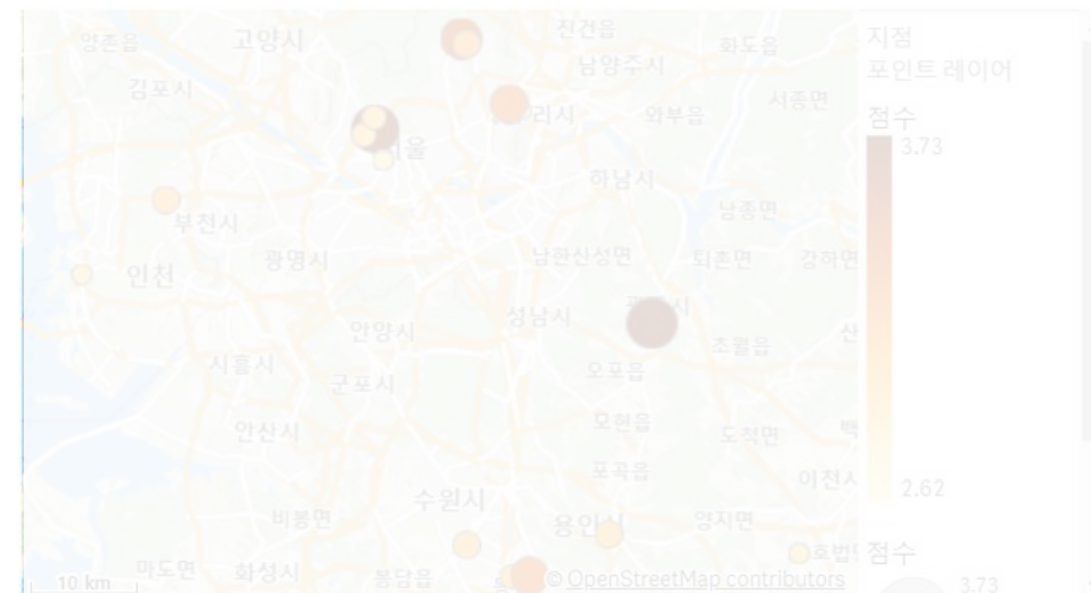 진건읍
양촌읍
고양시
화도읍
남양주시
김포시
서종면
리시
와부읍
울
하남시
남종면
부천시
광명시
남한산성면
퇴촌면
강하면
인천
성남시
안양시
초월읍
산
시흥시
군포시
오포읍
모현읍
안산시
도척면
백
포곡읍
수원시
비봉면
용인시
양지면
마도면
화성시
봉담읍
10 km
© OpenStreetMap contributors
지점
포인트 레이어
점수
3.73
2.62
점수
3.73